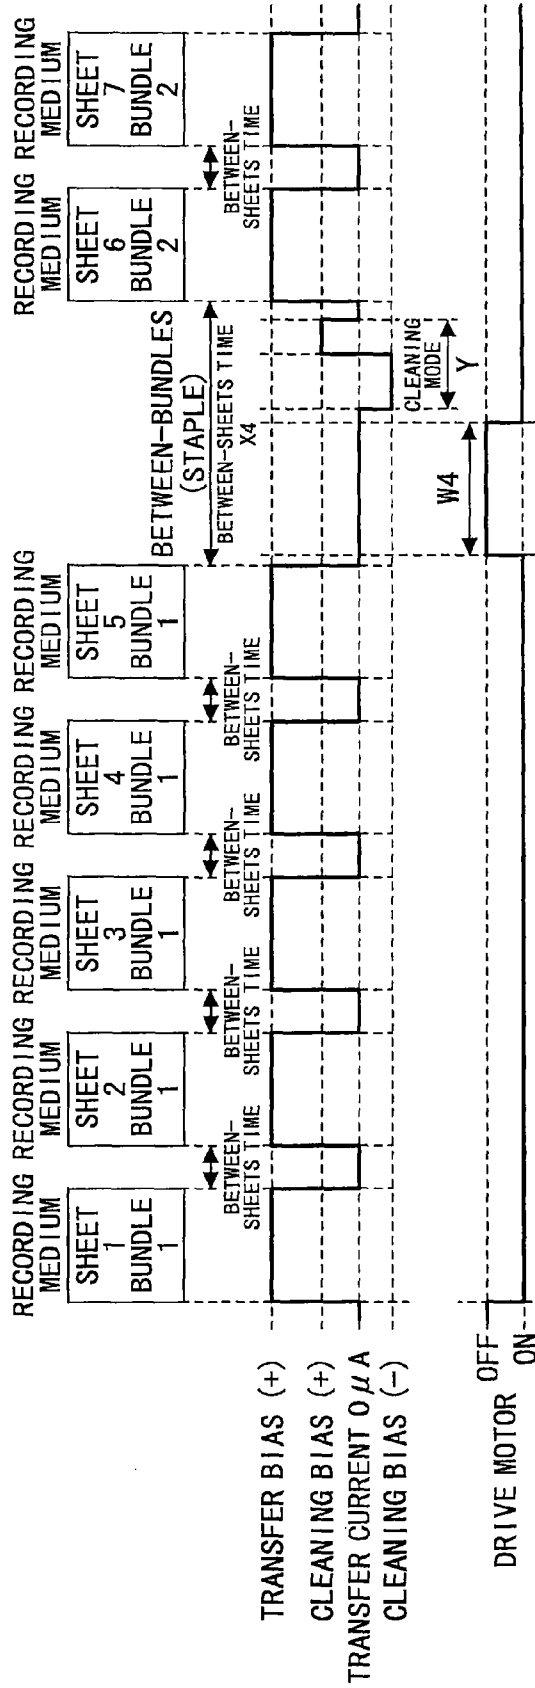 RECORDING MEDIUM
SHEET 1 BUNDLE 1
RECORDING MEDIUM
SHEET 2 BUNDLE 1
RECORDING MEDIUM
SHEET 3 BUNDLE 1
RECORDING MEDIUM
SHEET 4 BUNDLE 1
RECORDING MEDIUM
SHEET 5 BUNDLE 1
RECORDING MEDIUM
SHEET 6 BUNDLE 2
RECORDING MEDIUM
SHEET 7 BUNDLE 2
BETWEEN-SHEETS TIME
BETWEEN-SHEETS TIME
BETWEEN-SHEETS TIME
BETWEEN-SHEETS TIME
BETWEEN-BUNDLES
(STAPLE)
BETWEEN-SHEETS TIME
X4
BETWEEN-SHEETS TIME
TRANSFER BIAS (+)
CLEANING BIAS (+)
TRANSFER CURRENT 0 μA
CLEANING BIAS (-)
CLEANING MODE
Y
W4
DRIVE MOTOR
OFF
ON